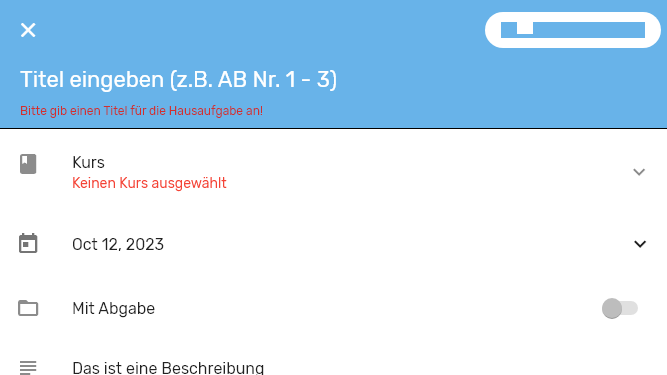 Titel eingeben (z.B. AB Nr. 1 - 3)
Bitte gib einen Titel für die Hausaufgabe an!
Kurs
Keinen Kurs ausgewählt
Oct 12, 2023
Mit Abgabe
Das ist eine Beschreibung